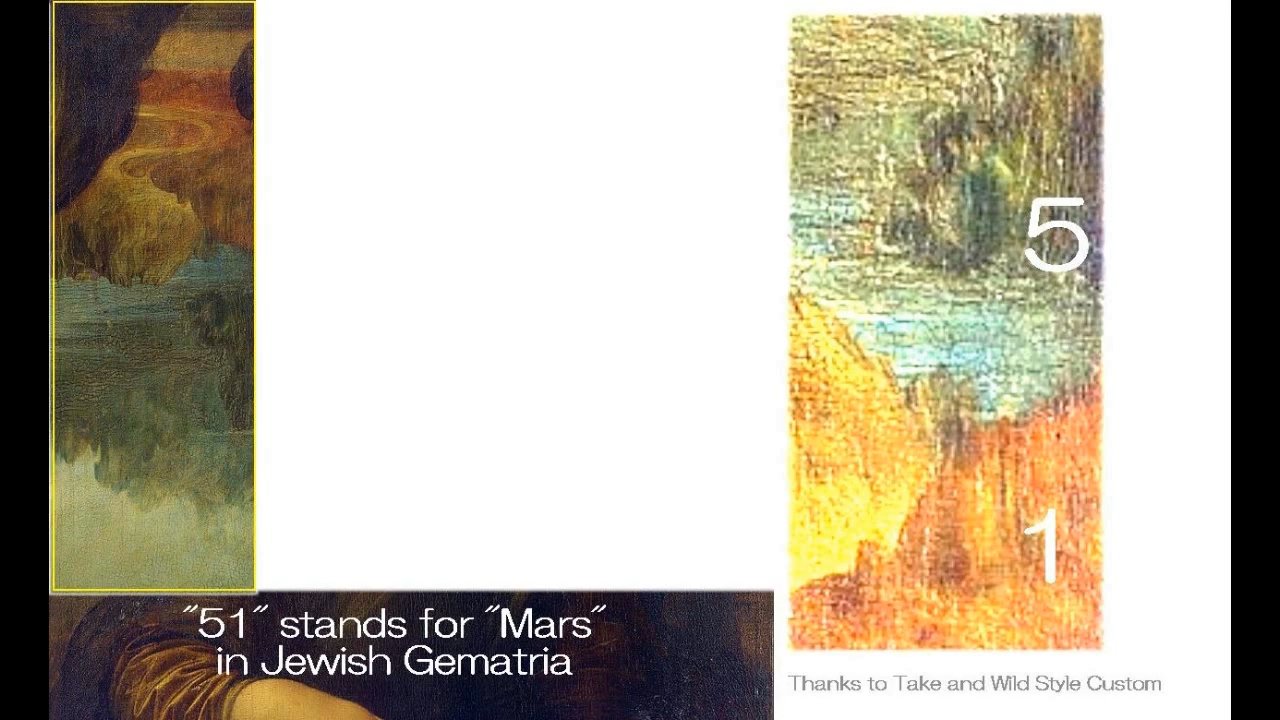 5
1
"51" stands for "Mars"
in Jewish Gematria
Thanks to Take and Wild Style Custom